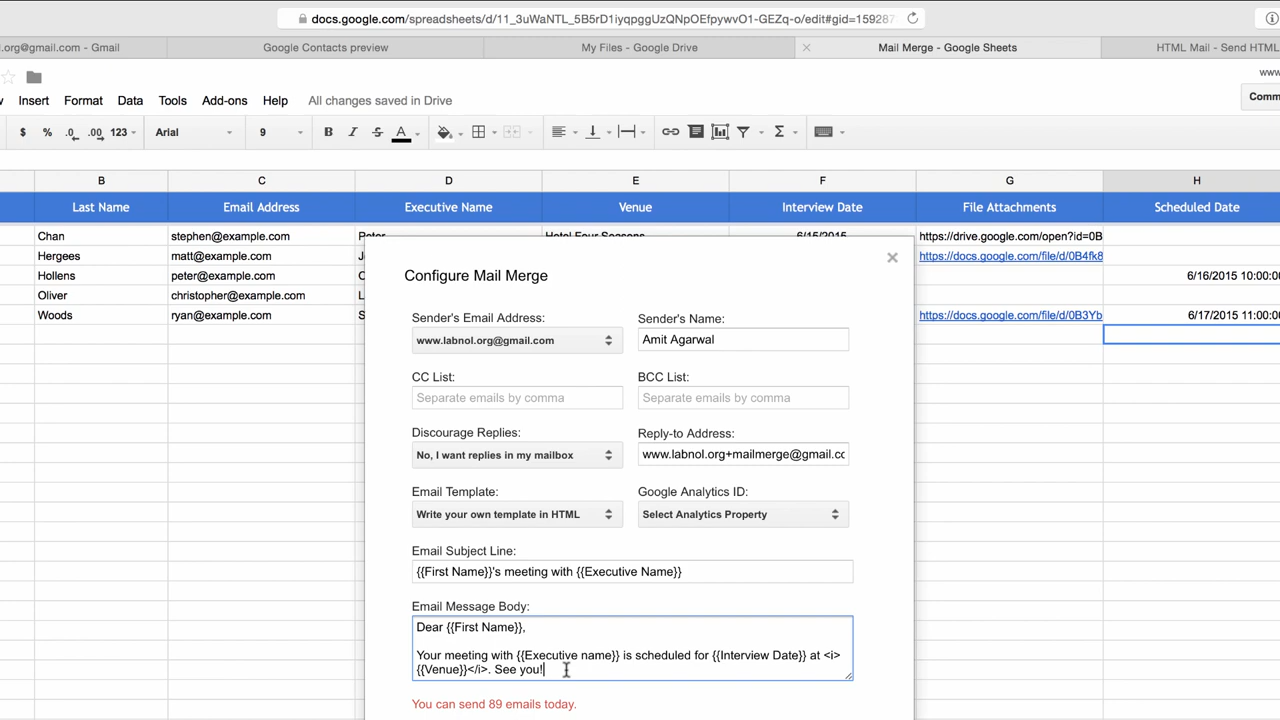 docs.google.com/spreadsheets/d/11_3uWaNTL_5B5rD1iyqpggUzQNpOEfpywvO1-GEZq-o/edit#gid=159287
.org@gmail.com - Gmail Google Contacts preview My Files - Google Drive Mail Merge - Google Sheets HTML Mail - Send HTML
www
Insert Format Data Tools Add-ons Help All changes saved in Drive
Comm
$ % .0 .00 123 Arial 9 B I S A Σ
B C D E F G H
Last Name Email Address Executive Name Venue Interview Date File Attachments Scheduled Date
Chan stephen@example.com Peter Hotel Four Seasons 6/15/2015 https://drive.google.com/open?id=0B
Hergees matt@example.com J https://docs.google.com/file/d/0B4fk8
Hollens peter@example.com C 6/16/2015 10:00:00
Oliver christopher@example.com L
Woods ryan@example.com S https://docs.google.com/file/d/0B3Yb 6/17/2015 11:00:00
Configure Mail Merge
Sender's Email Address: Sender's Name:
www.labnol.org@gmail.com Amit Agarwal
CC List: BCC List:
Separate emails by comma Separate emails by comma
Discourage Replies: Reply-to Address:
No, I want replies in my mailbox www.labnol.org+mailmerge@gmail.cc
Email Template: Google Analytics ID:
Write your own template in HTML Select Analytics Property
Email Subject Line:
{{First Name}}'s meeting with {{Executive Name}}
Email Message Body:
Dear {{First Name}},
Your meeting with {{Executive name}} is scheduled for {{Interview Date}} at <i>
{{Venue}}</i>. See you!
You can send 89 emails today.